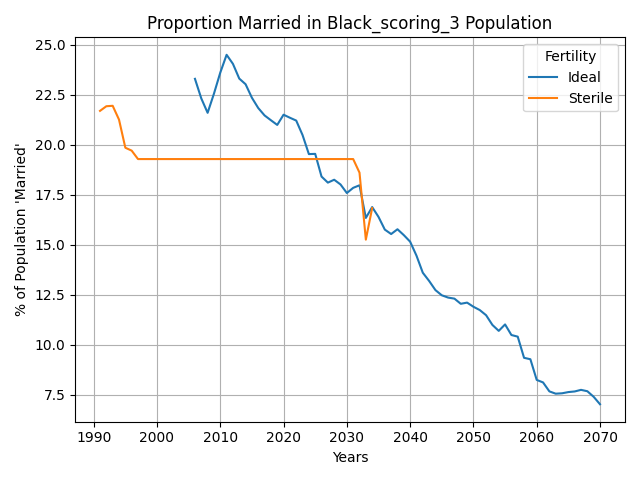 Proportion Married in Black_scoring_3 Population
Fertility
Ideal
Sterile
% of Population 'Married'
25.0
22.5
20.0
17.5
15.0
12.5
10.0
7.5
1990 2000 2010 2020 2030 2040 2050 2060 2070
Years